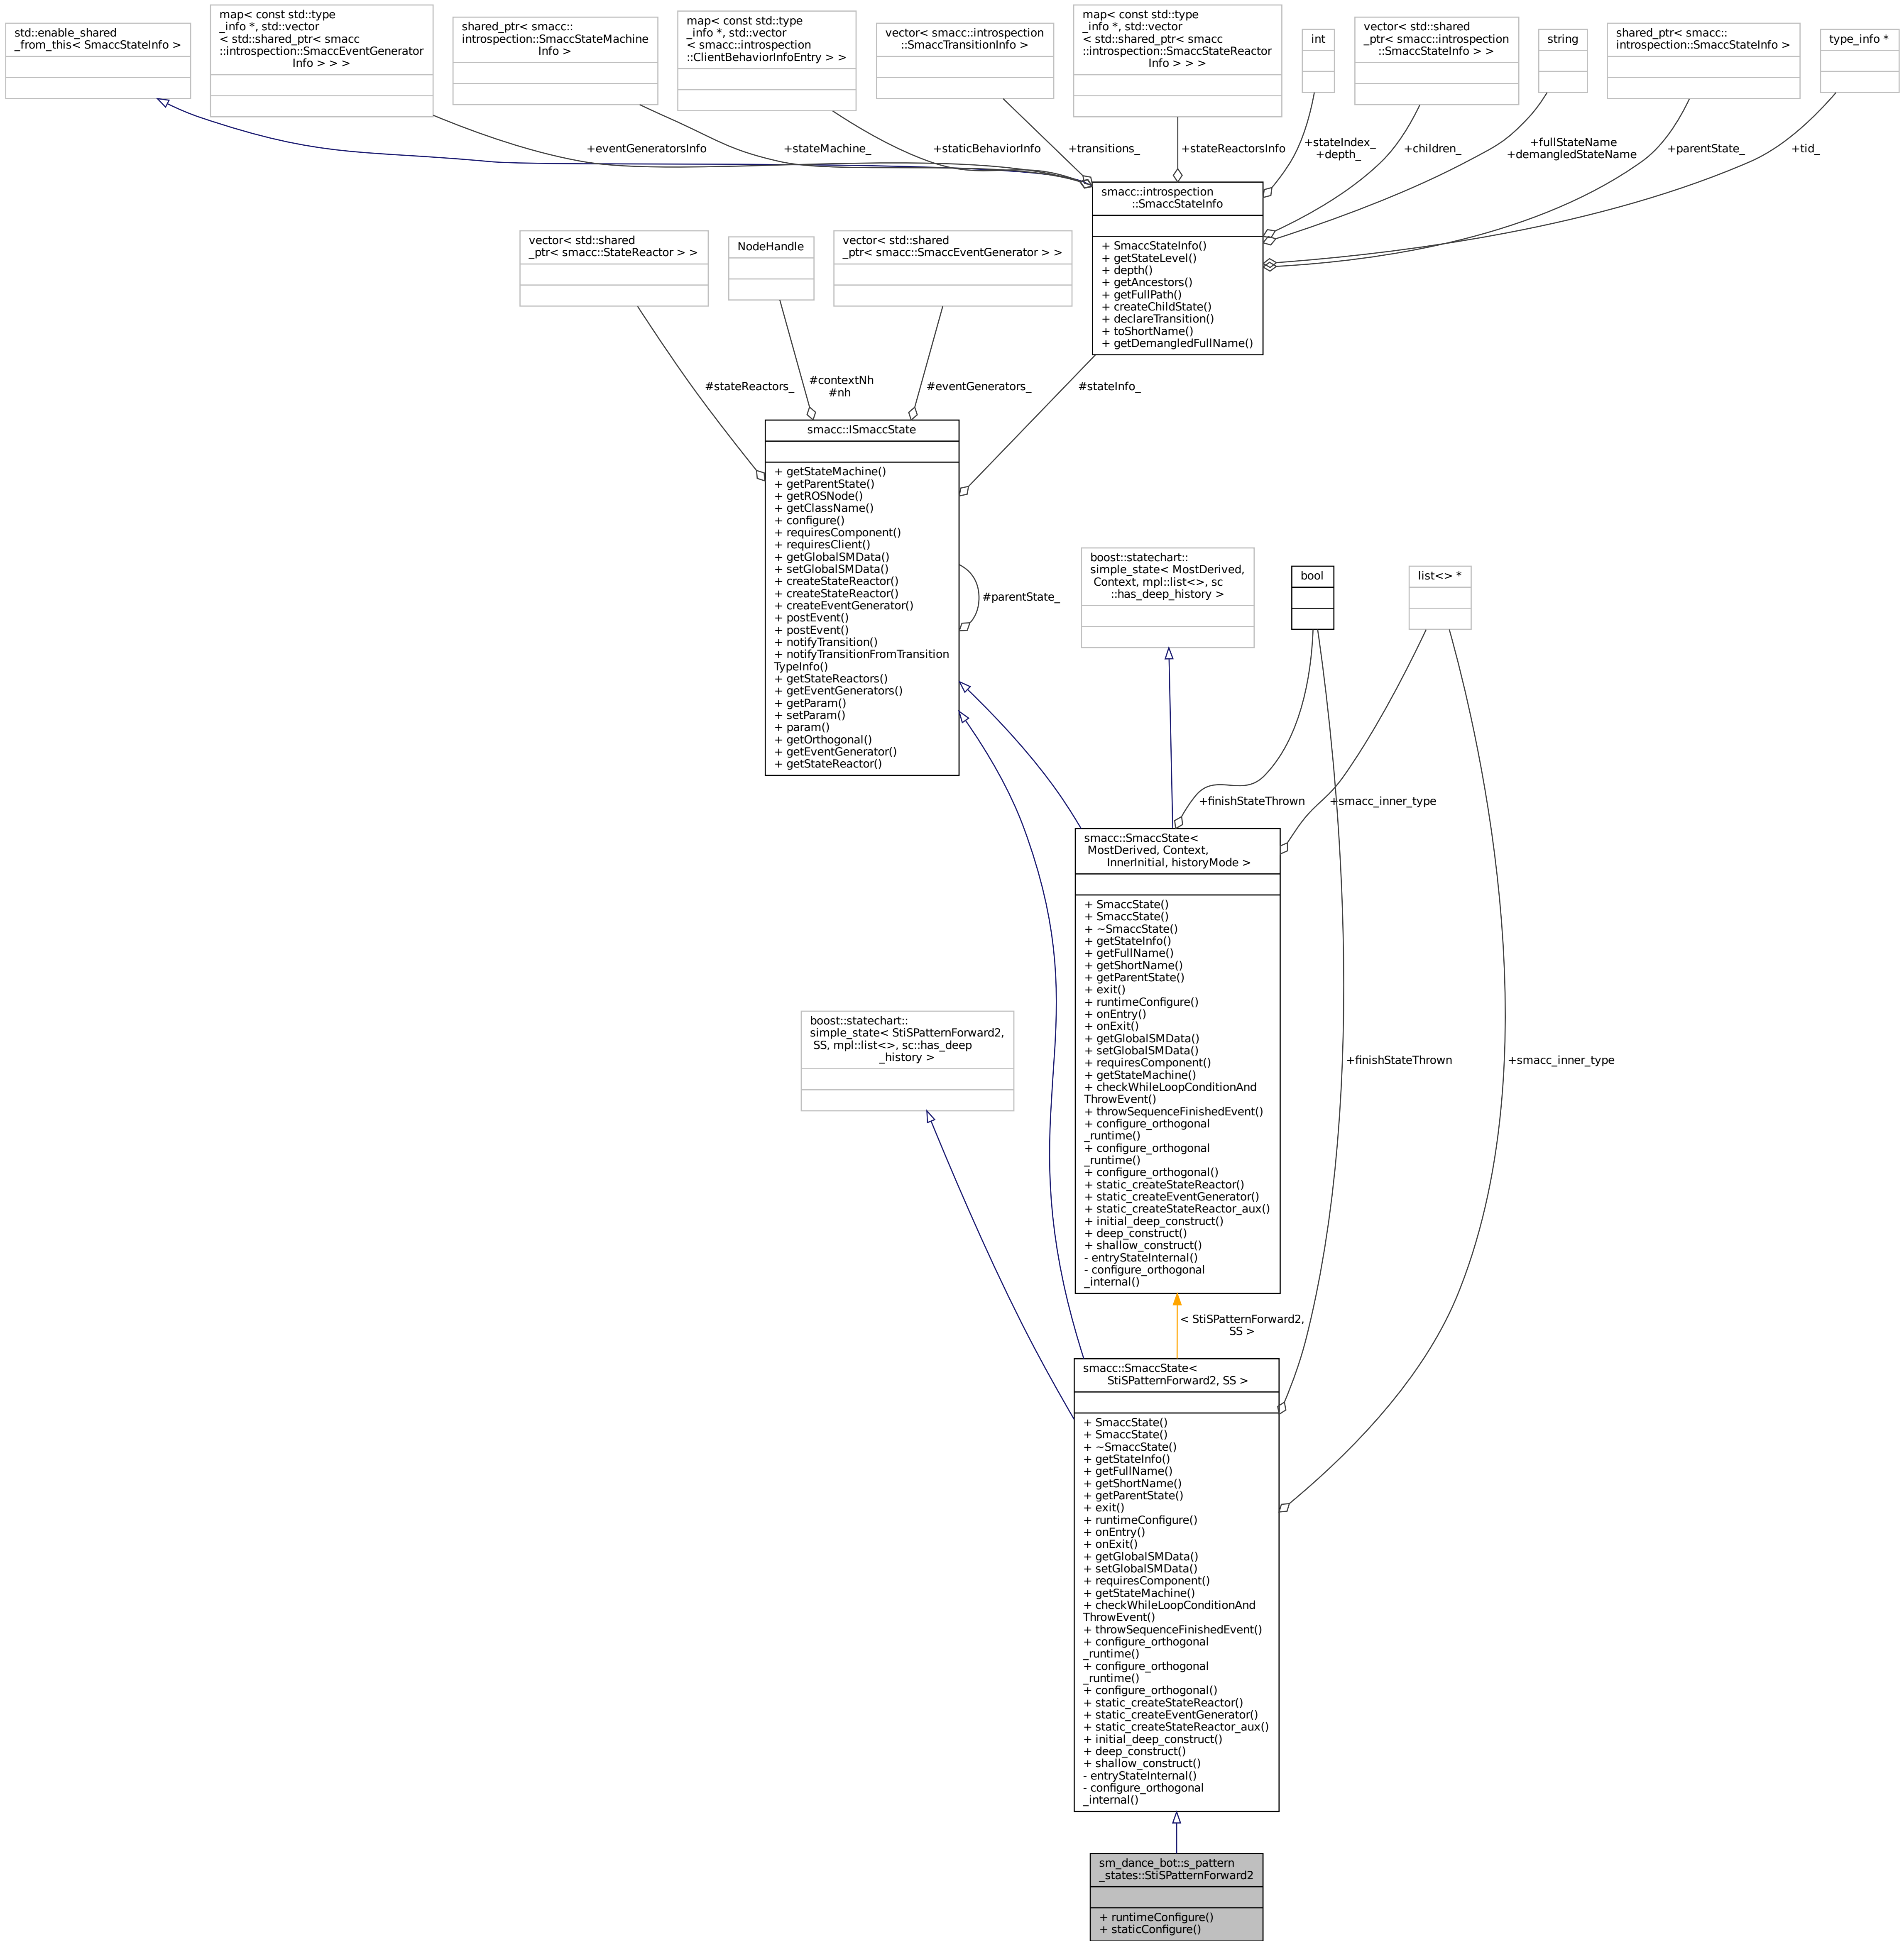 std::enable_shared
_from_this< SmaccStateInfo >
map< const std::type
_info *, std::vector
< std::shared_ptr< smacc
::introspection::SmaccEventGenerator
Info > > >
shared_ptr< smacc::
introspection::SmaccStateMachine
Info >
map< const std::type
_info *, std::vector
< smacc::introspection
::ClientBehaviorInfoEntry > >
vector< smacc::introspection
::SmaccTransitionInfo >
map< const std::type
_info *, std::vector
< std::shared_ptr< smacc
::introspection::SmaccStateReactor
Info > > >
int
vector< std::shared
_ptr< smacc::introspection
::SmaccStateInfo > >
string
shared_ptr< smacc::
introspection::SmaccStateInfo >
type_info *
+eventGeneratorsInfo
+stateMachine_
+staticBehaviorInfo
+transitions_
+stateReactorsInfo
+stateIndex_
+depth_
+children_
+fullStateName
+demangledStateName
+parentState_
+tid_
smacc::introspection
::SmaccStateInfo
+ SmaccStateInfo()
+ getStateLevel()
+ depth()
+ getAncestors()
+ getFullPath()
+ createChildState()
+ declareTransition()
+ toShortName()
+ getDemangledFullName()
vector< std::shared
_ptr< smacc::StateReactor > >
NodeHandle
vector< std::shared
_ptr< smacc::SmaccEventGenerator > >
#stateReactors_
#contextNh
#nh
#eventGenerators_
#stateInfo_
smacc::ISmaccState
+ getStateMachine()
+ getParentState()
+ getROSNode()
+ getClassName()
+ configure()
+ requiresComponent()
+ requiresClient()
+ getGlobalSMData()
+ setGlobalSMData()
+ createStateReactor()
+ createStateReactor()
+ createEventGenerator()
+ postEvent()
+ postEvent()
+ notifyTransition()
+ notifyTransitionFromTransition
TypeInfo()
+ getStateReactors()
+ getEventGenerators()
+ getParam()
+ setParam()
+ param()
+ getOrthogonal()
+ getEventGenerator()
+ getStateReactor()
#parentState_
boost::statechart::
simple_state< MostDerived,
Context, mpl::list<>, sc
::has_deep_history >
bool
list<> *
+finishStateThrown
+smacc_inner_type
smacc::SmaccState<
MostDerived, Context,
InnerInitial, historyMode >
+ SmaccState()
+ SmaccState()
+ ~SmaccState()
+ getStateInfo()
+ getFullName()
+ getShortName()
+ getParentState()
+ exit()
+ runtimeConfigure()
+ onEntry()
+ onExit()
+ getGlobalSMData()
+ setGlobalSMData()
+ requiresComponent()
+ getStateMachine()
+ checkWhileLoopConditionAnd
ThrowEvent()
+ throwSequenceFinishedEvent()
+ configure_orthogonal
_runtime()
+ configure_orthogonal
_runtime()
+ configure_orthogonal()
+ static_createStateReactor()
+ static_createEventGenerator()
+ static_createStateReactor_aux()
+ initial_deep_construct()
+ deep_construct()
+ shallow_construct()
- entryStateInternal()
- configure_orthogonal
_internal()
boost::statechart::
simple_state< StiSPatternForward2,
SS, mpl::list<>, sc::has_deep
_history >
+finishStateThrown
+smacc_inner_type
< StiSPatternForward2,
SS >
smacc::SmaccState<
StiSPatternForward2, SS >
+ SmaccState()
+ SmaccState()
+ ~SmaccState()
+ getStateInfo()
+ getFullName()
+ getShortName()
+ getParentState()
+ exit()
+ runtimeConfigure()
+ onEntry()
+ onExit()
+ getGlobalSMData()
+ setGlobalSMData()
+ requiresComponent()
+ getStateMachine()
+ checkWhileLoopConditionAnd
ThrowEvent()
+ throwSequenceFinishedEvent()
+ configure_orthogonal
_runtime()
+ configure_orthogonal
_runtime()
+ configure_orthogonal()
+ static_createStateReactor()
+ static_createEventGenerator()
+ static_createStateReactor_aux()
+ initial_deep_construct()
+ deep_construct()
+ shallow_construct()
- entryStateInternal()
- configure_orthogonal
_internal()
sm_dance_bot::s_pattern
_states::StiSPatternForward2
+ runtimeConfigure()
+ staticConfigure()